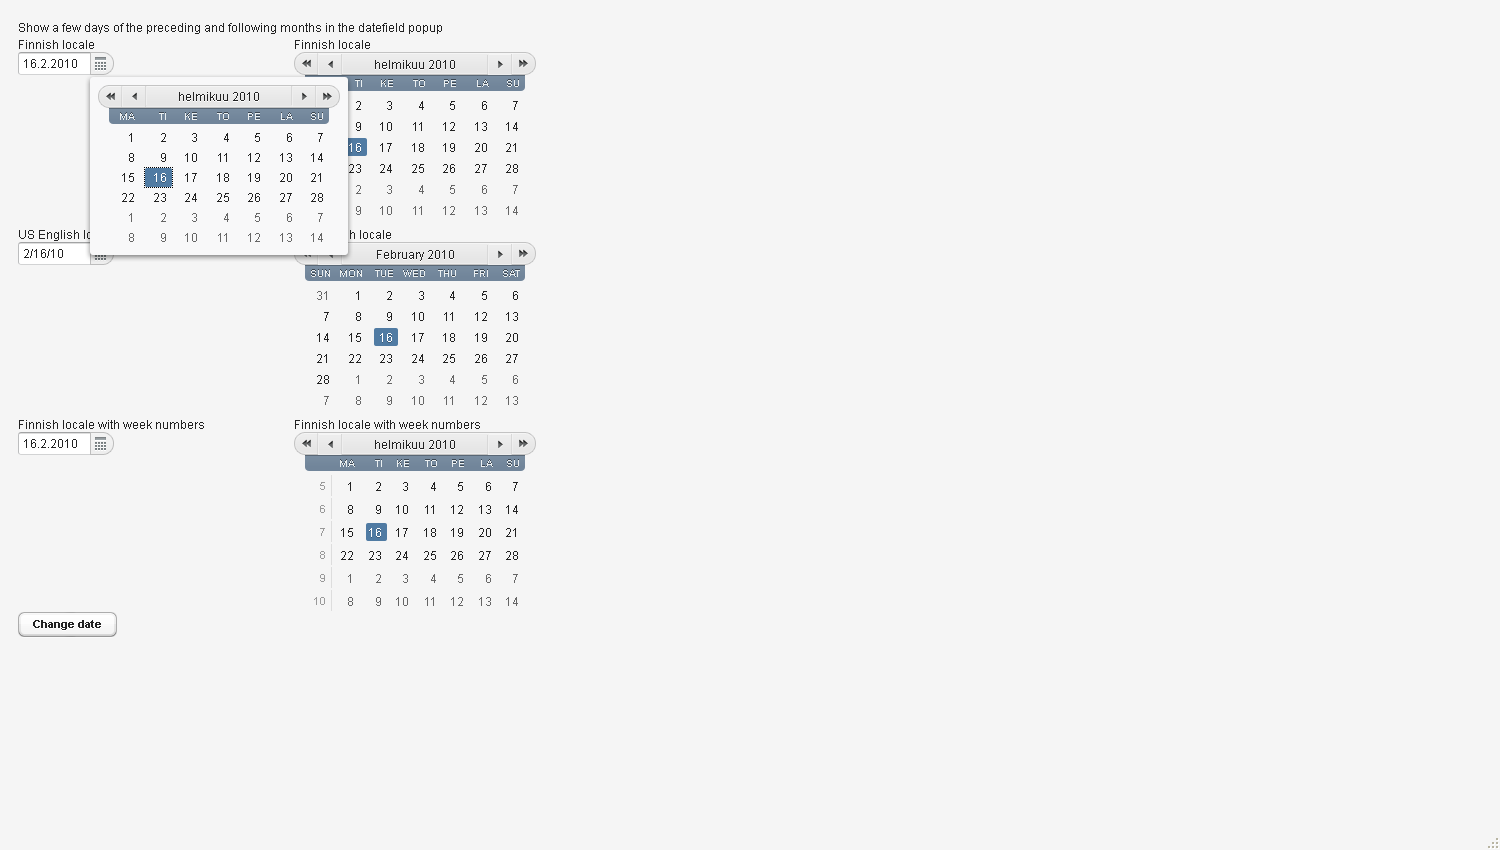 Show a few days of the preceding and following months in the datefield popup
Finnish locale
16.2.2010
helmikuu 2010
MA TI KE TO PE LA SU
1 2 3 4 5 6 7
8 9 10 11 12 13 14
15 16 17 18 19 20 21
22 23 24 25 26 27 28
1 2 3 4 5 6 7
8 9 10 11 12 13 14
Finnish locale
helmikuu 2010
TI KE TO PE LA SU
2 3 4 5 6 7
9 10 11 12 13 14
16 17 18 19 20 21
23 24 25 26 27 28
2 3 4 5 6 7
9 10 11 12 13 14
US English lo
2/16/10
h locale
February 2010
SUN MON TUE WED THU FRI SAT
31 1 2 3 4 5 6
7 8 9 10 11 12 13
14 15 16 17 18 19 20
21 22 23 24 25 26 27
28 1 2 3 4 5 6
7 8 9 10 11 12 13
Finnish locale with week numbers
16.2.2010
Finnish locale with week numbers
helmikuu 2010
MA TI KE TO PE LA SU
5 1 2 3 4 5 6 7
6 8 9 10 11 12 13 14
7 15 16 17 18 19 20 21
8 22 23 24 25 26 27 28
9 1 2 3 4 5 6 7
10 8 9 10 11 12 13 14
Change date